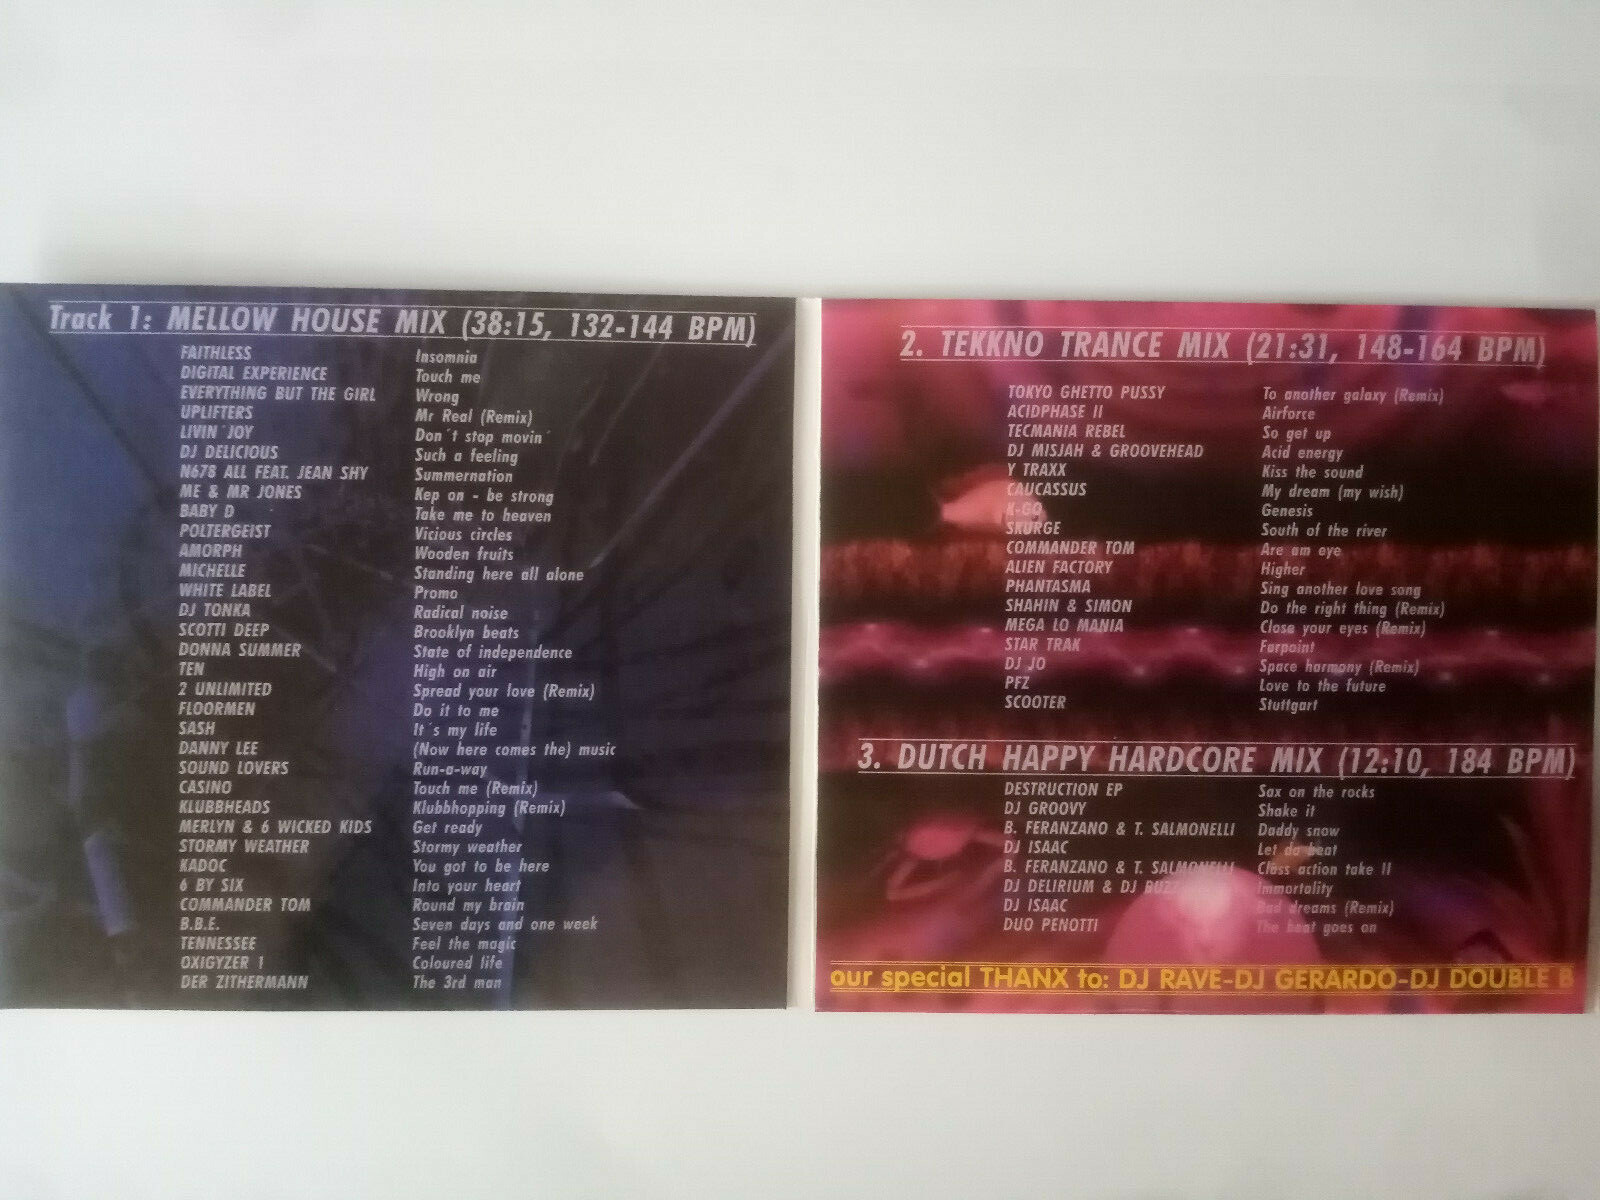 Track 1: MELLOW HOUSE MIX (38:15, 132-144 BPM)
FAITHLESS Insomnia
DIGITAL EXPERIENCE Touch me
EVERYTHING BUT THE GIRL Wrong
UPLIFTERS Mr Real (Remix)
LIVIN´JOY Don´t stop movin´
DJ DELICIOUS Such a feeling
N678 ALL FEAT. JEAN SHY Summernation
ME & MR JONES Kep on - be strong
BABY D Take me to heaven
POLTERGEIST Vicious circles
AMORPH Wooden fruits
MICHELLE Standing here all alone
WHITE LABEL Promo
DJ TONKA Radical noise
SCOTTI DEEP Brooklyn beats
DONNA SUMMER State of independence
TEN High on air
2 UNLIMITED Spread your love (Remix)
FLOORMEN Do it to me
SASH It´s my life
DANNY LEE (Now here comes the) music
SOUND LOVERS Run-a-way
CASINO Touch me (Remix)
KLUBBHEADS Klubbhopping (Remix)
MERLYN & 6 WICKED KIDS Get ready
STORMY WEATHER Stormy weather
KADOC You got to be here
6 BY SIX Into your heart
COMMANDER TOM Round my brain
B.B.E. Seven days and one week
TENNESSEE Feel the magic
OXIGYZER 1 Coloured life
DER ZITHERMANN The 3rd man
2. TEKKNO TRANCE MIX (21:31, 148-164 BPM)
TOKYO GHETTO PUSSY To another galaxy (Remix)
ACIDPHASE II Airforce
TECMANIA REBEL So get up
DJ MISJAH & GROOVEHEAD Acid energy
Y TRAXX Kiss the sound
CAUCASSUS My dream (my wish)
K-GO Genesis
SKURGE South of the river
COMMANDER TOM Are am eye
ALIEN FACTORY Higher
PHANTASMA Sing another love song
SHAHIN & SIMON Do the right thing (Remix)
MEGA LO MANIA Close your eyes (Remix)
STAR TRAK Farpoint
DJ JO Space harmony (Remix)
PFZ Love to the future
SCOOTER Stuttgart
3. DUTCH HAPPY HARDCORE MIX (12:10, 184 BPM)
DESTRUCTION EP Sax on the rocks
DJ GROOVY Shake it
B. FERANZANO & T. SALMONELLI Daddy snow
DJ ISAAC Let da beat
B. FERANZANO & T. SALMONELLI Class action take II
DJ DELIRIUM & DJ Immortality
DJ ISAAC Bad dreams (Remix)
DUO PENOTTI The beat goes on
our special THANX to: DJ RAVE-DJ GERARDO-DJ DOUBLE B